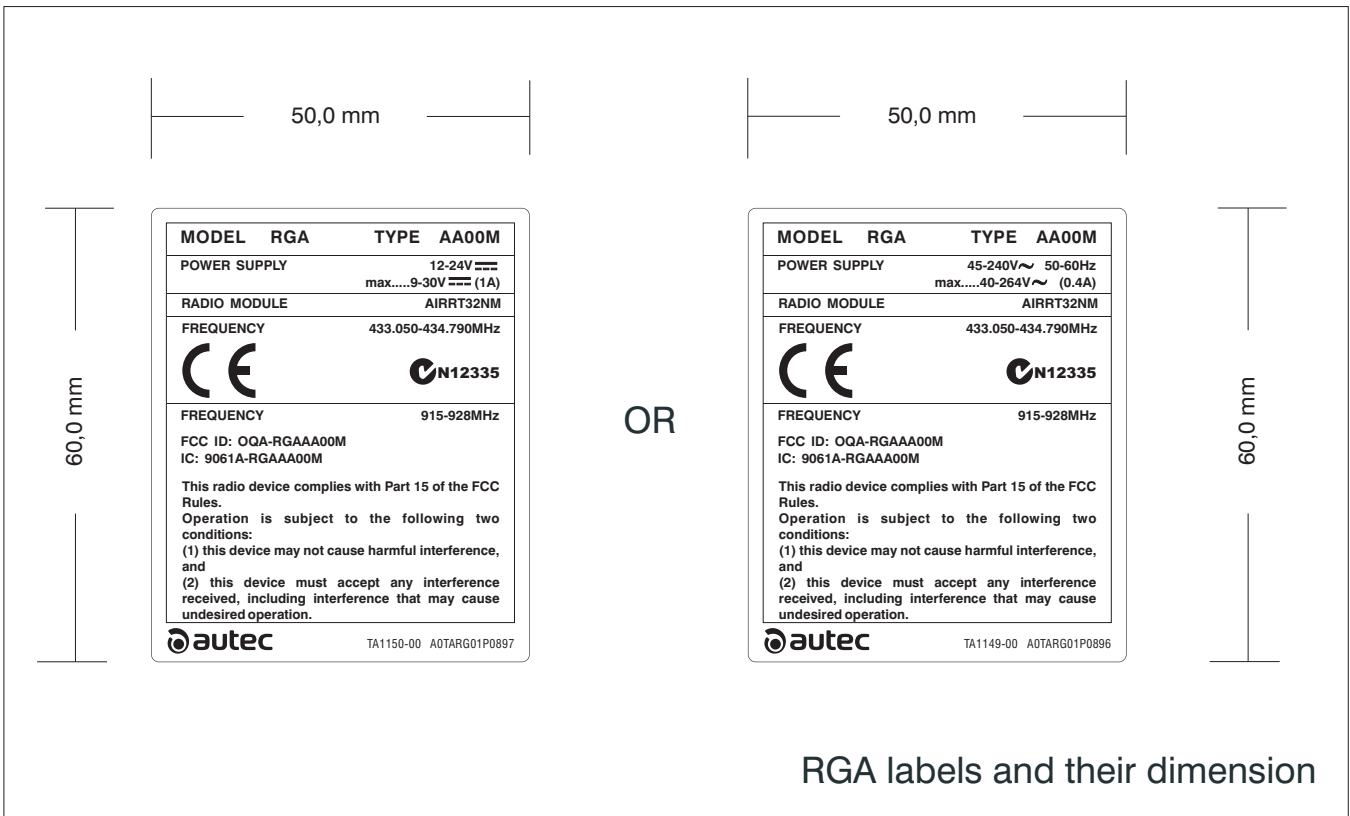 50,0 mm
50,0 mm
60,0 mm
MODEL RGA TYPE AA00M
POWER SUPPLY 12-24V
max.....9-30V (1A)
RADIO MODULE AIRRT32NM
FREQUENCY 433.050-434.790MHz
CE N12335
FREQUENCY 915-928MHz
FCC ID: OQA-RGAAA00M
IC: 9061A-RGAAA00M
This radio device complies with Part 15 of the FCC
Rules.
Operation is subject to the following two
conditions:
(1) this device may not cause harmful interference,
and
(2) this device must accept any interference
received, including interference that may cause
undesired operation.
autec TA1150-00 A0TARG01P0897
OR
MODEL RGA TYPE AA00M
POWER SUPPLY 45-240V~ 50-60Hz
max.....40-264V~ (0.4A)
RADIO MODULE AIRRT32NM
FREQUENCY 433.050-434.790MHz
CE N12335
FREQUENCY 915-928MHz
FCC ID: OQA-RGAAA00M
IC: 9061A-RGAAA00M
This radio device complies with Part 15 of the FCC
Rules.
Operation is subject to the following two
conditions:
(1) this device may not cause harmful interference,
and
(2) this device must accept any interference
received, including interference that may cause
undesired operation.
autec TA1149-00 A0TARG01P0896
60,0 mm
RGA labels and their dimension